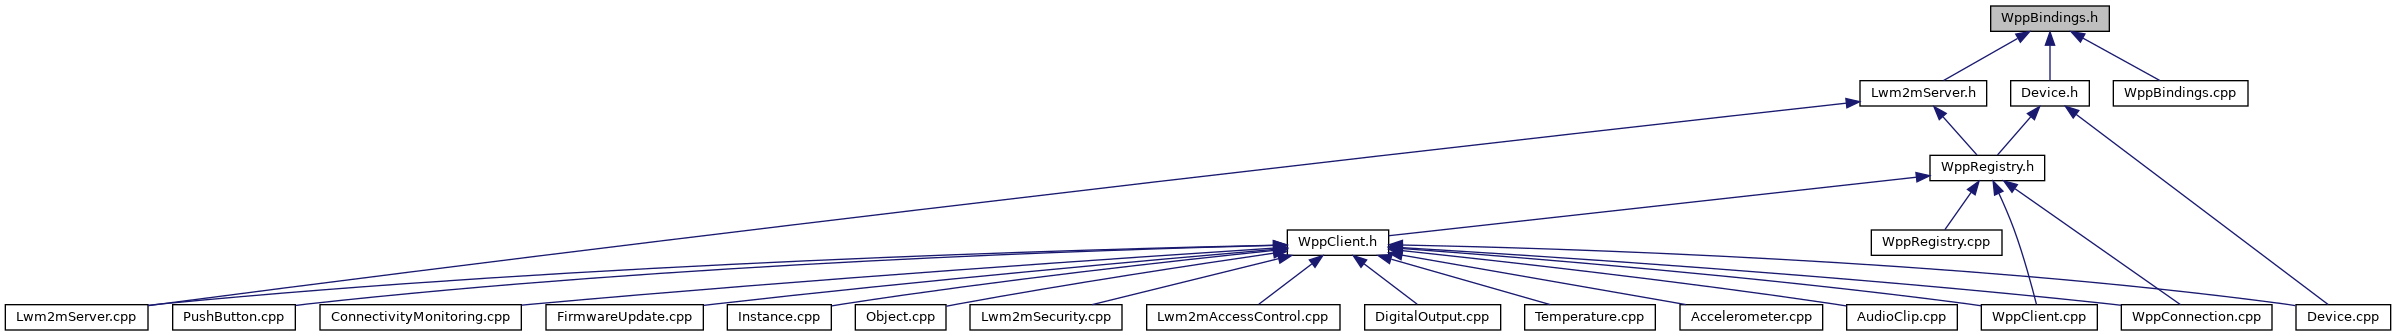 WppBindings.h
Lwm2mServer.h
Device.h
WppBindings.cpp
WppRegistry.h
WppClient.h
WppRegistry.cpp
Lwm2mServer.cpp
PushButton.cpp
ConnectivityMonitoring.cpp
FirmwareUpdate.cpp
Instance.cpp
Object.cpp
Lwm2mSecurity.cpp
Lwm2mAccessControl.cpp
DigitalOutput.cpp
Temperature.cpp
Accelerometer.cpp
AudioClip.cpp
WppClient.cpp
WppConnection.cpp
Device.cpp